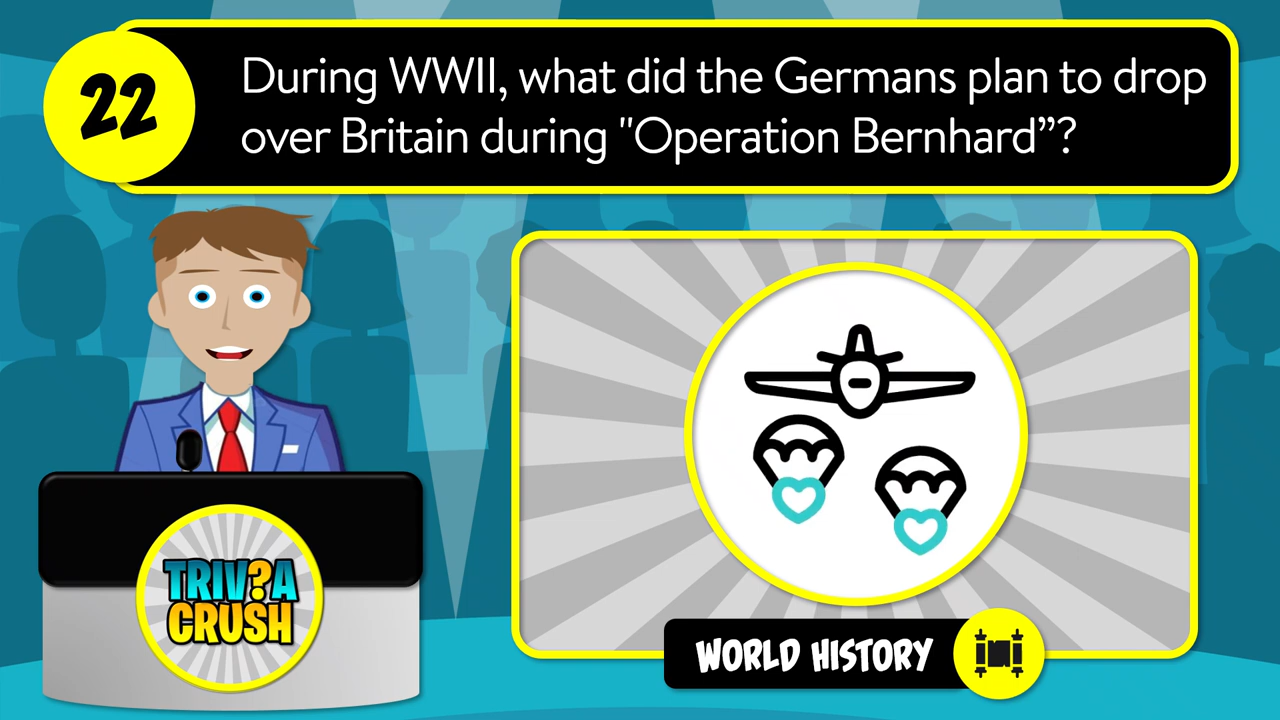 22
During WWII, what did the Germans plan to drop
over Britain during "Operation Bernhard”?
TRIV?A
CRUSH
WORLD HISTORY